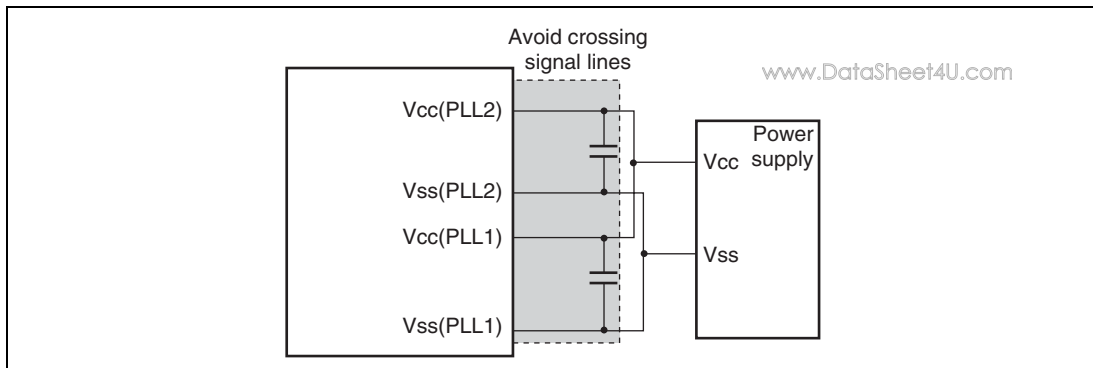 Avoid crossing
signal lines
www.DataSheet4U.com
Vcc(PLL2)
Vss(PLL2)
Vcc(PLL1)
Vss(PLL1)
Power
supply
Vcc
Vss